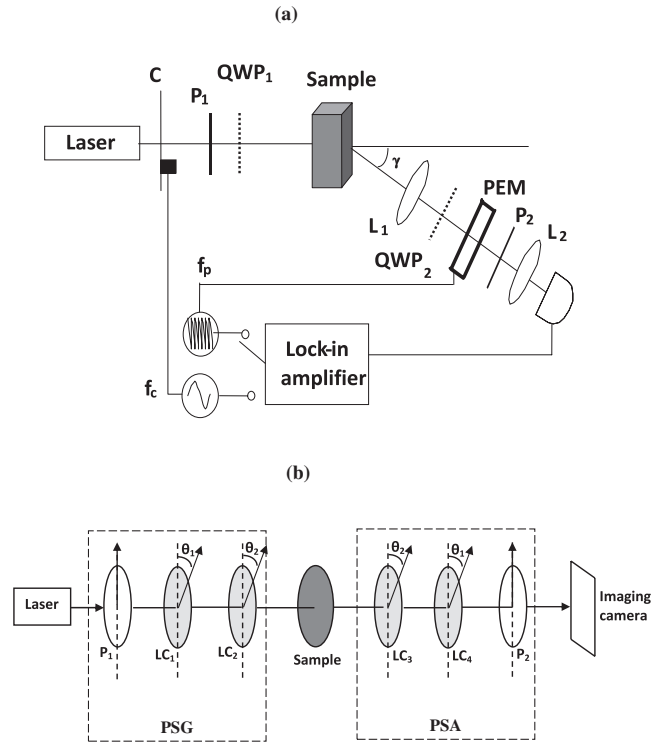 (a)
C
P1
QWP1
Sample
Laser
γ
L1
PEM
P2
L2
QWP2
fp
Lock-in
amplifier
fc
(b)
θ1
θ2
θ2
θ1
Laser
Imaging
camera
P1
LC1
LC2
Sample
LC3
LC4
P2
PSG
PSA